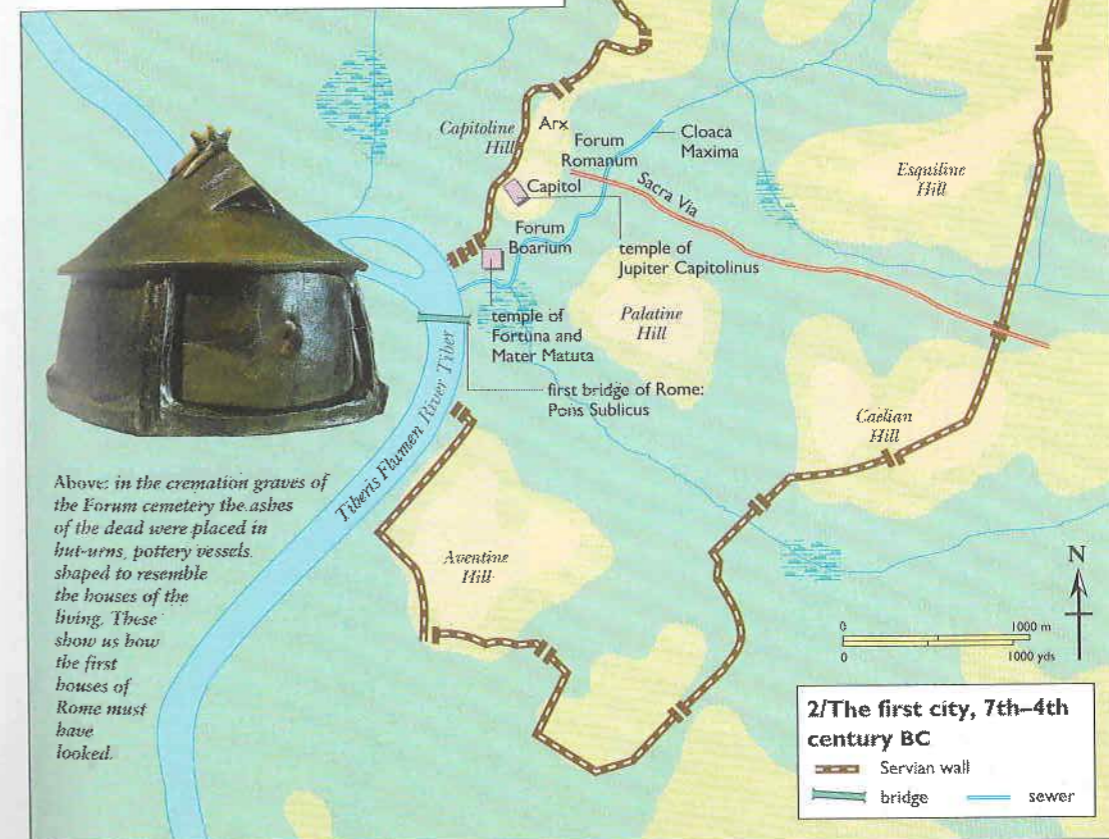 Capitoline
Hill
Arx
Forum
Romanum
Cloaca
Maxima
Esquiline
Hill
Capitol
Sacra Via
Forum
Boarium
temple of
Jupiter Capitolinus
temple of
Fortuna and
Mater Matuta
Palatine
Hill
first bridge of Rome:
Pons Sublicus
Tiberis Flumen River Tiber
Caelian
Hill
Aventine
Hill
Above: in the cremation graves of
the Forum cemetery the ashes
of the dead were placed in
hut-urns, pottery vessels
shaped to resemble
the houses of the
living. These
show us how
the first
houses of
Rome must
have
looked.
N
0 1000 m
0 1000 yds
2/The first city, 7th–4th
century BC
Servian wall
bridge
sewer